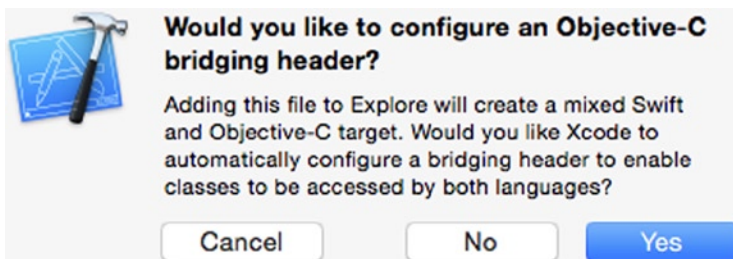 Would you like to configure an Objective-C
bridging header?
Adding this file to Explore will create a mixed Swift
and Objective-C target. Would you like Xcode to
automatically configure a bridging header to enable
classes to be accessed by both languages?
Cancel No Yes